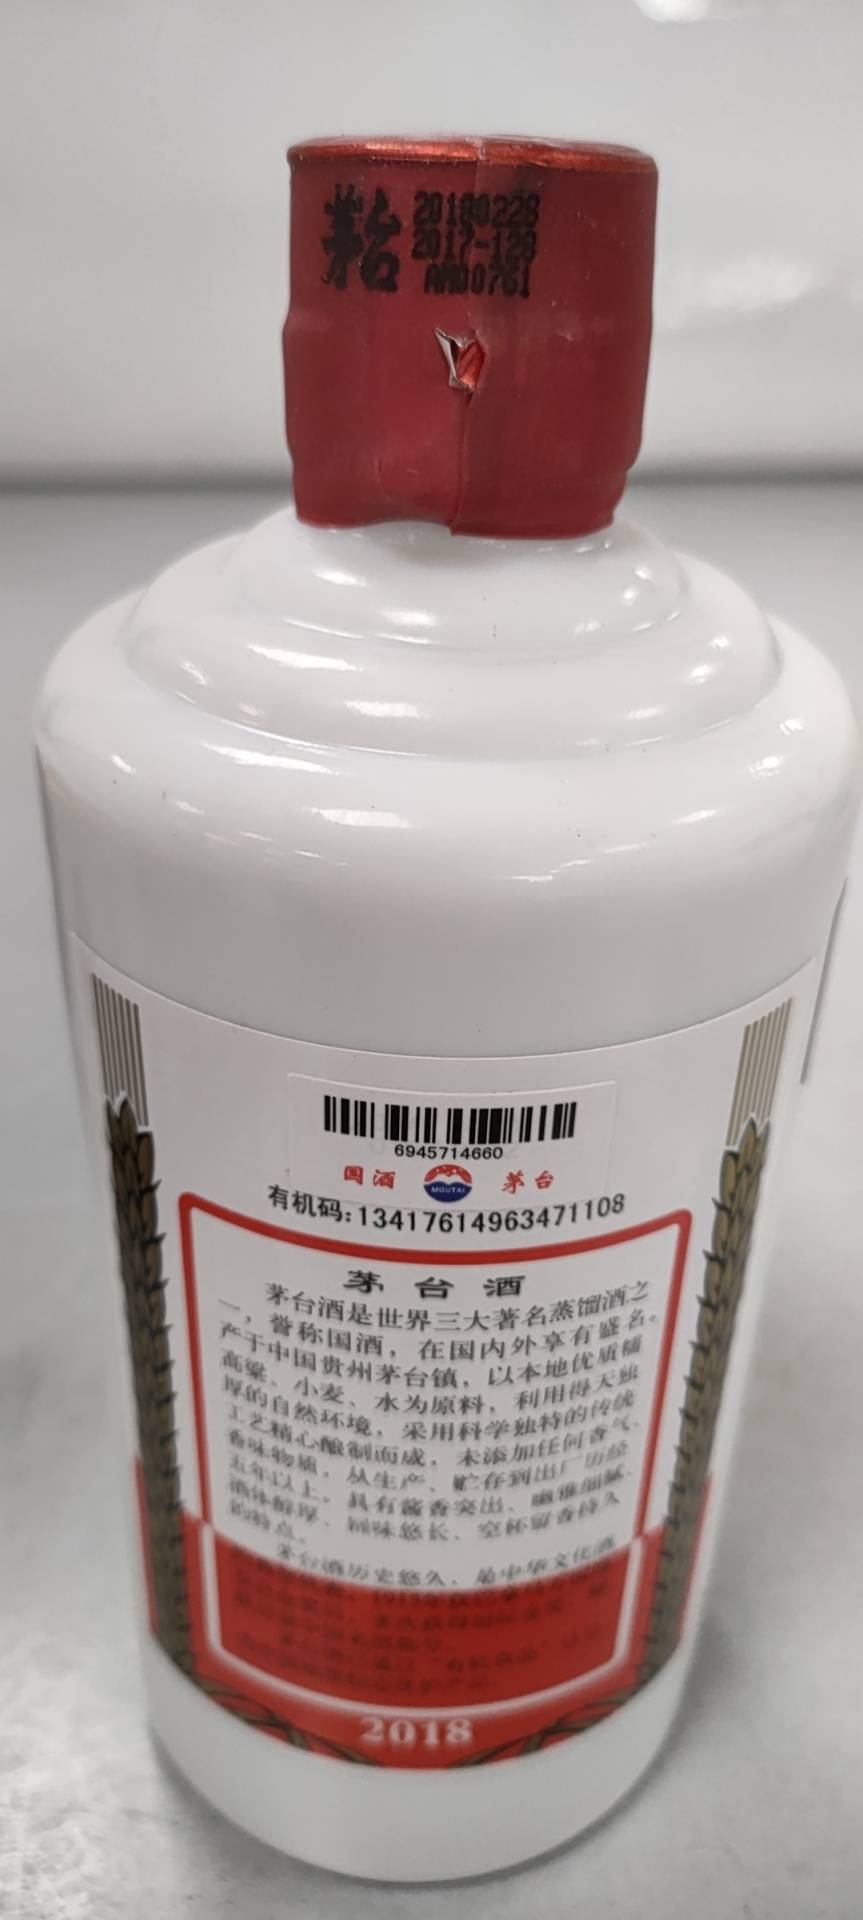 茅台
20180228
2017-128
6945714660
国酒 MOUTAI 茅台
有机码:13417614963471108
茅台酒
茅台酒是世界三大著名蒸馏酒之
一，誉称国酒，在国内外享有盛名。
产于中国贵州茅台镇，以本地优质糯
高粱、小麦、水为原料，利用得天独
厚的自然环境，采用科学独特的传统
工艺精心酿制而成，未添加任何香气、
香味物质。从生产、贮存到出厂历经
五年以上。具有酱香突出、幽雅细腻、
酒体醇厚、回味悠长、空杯留香持久
的特点。
茅台酒历史悠久，是中华文化酒
2018